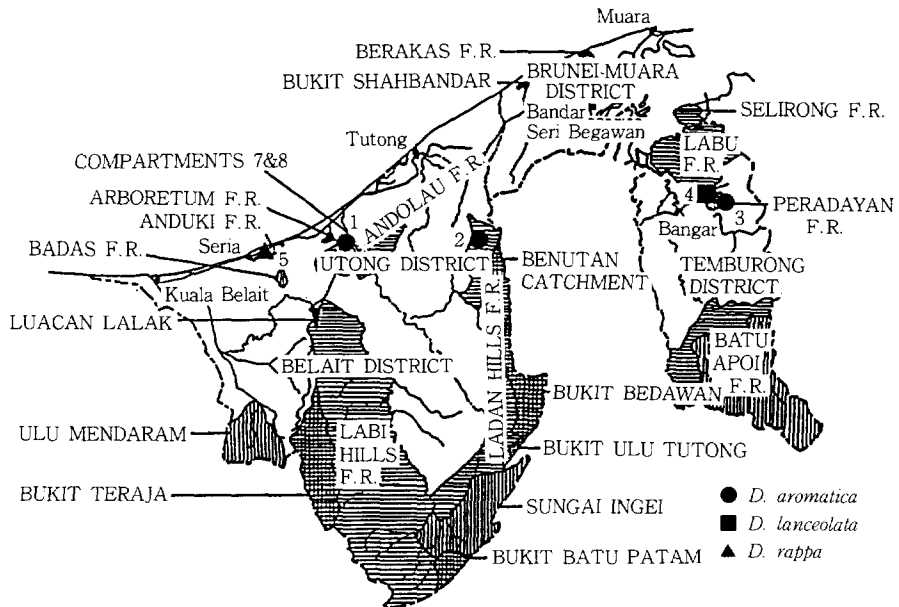 Muara
BERAKAS F.R.
BUKIT SHAHBANDAR
BRUNEI-MUARA
DISTRICT
Bandar
Seri Begawan
SELIRONG F.R.
LABU
F.R.
Tutong
COMPARTMENTS 7&8
ARBORETUM F.R.
ANDUKI F.R.
ANDOLAU F.R.
BADAS F.R.
Seria
5
1
2
4
3
PERADAYAN
F.R.
Bangar
UTONG DISTRICT
BENUTAN
CATCHMENT
TEMBURONG
DISTRICT
Kuala Belait
LUACAN LALAK
LADAN HILLS F.R.
BATU
APOI
F.R.
BELAIT DISTRICT
BUKIT BEDAWAN
ULU MENDARAM
LABI
HILLS
F.R.
BUKIT ULU TUTONG
BUKIT TERAJA
SUNGAI INGEI
BUKIT BATU PATAM
D. aromatica
D. lanceolata
D. rappa